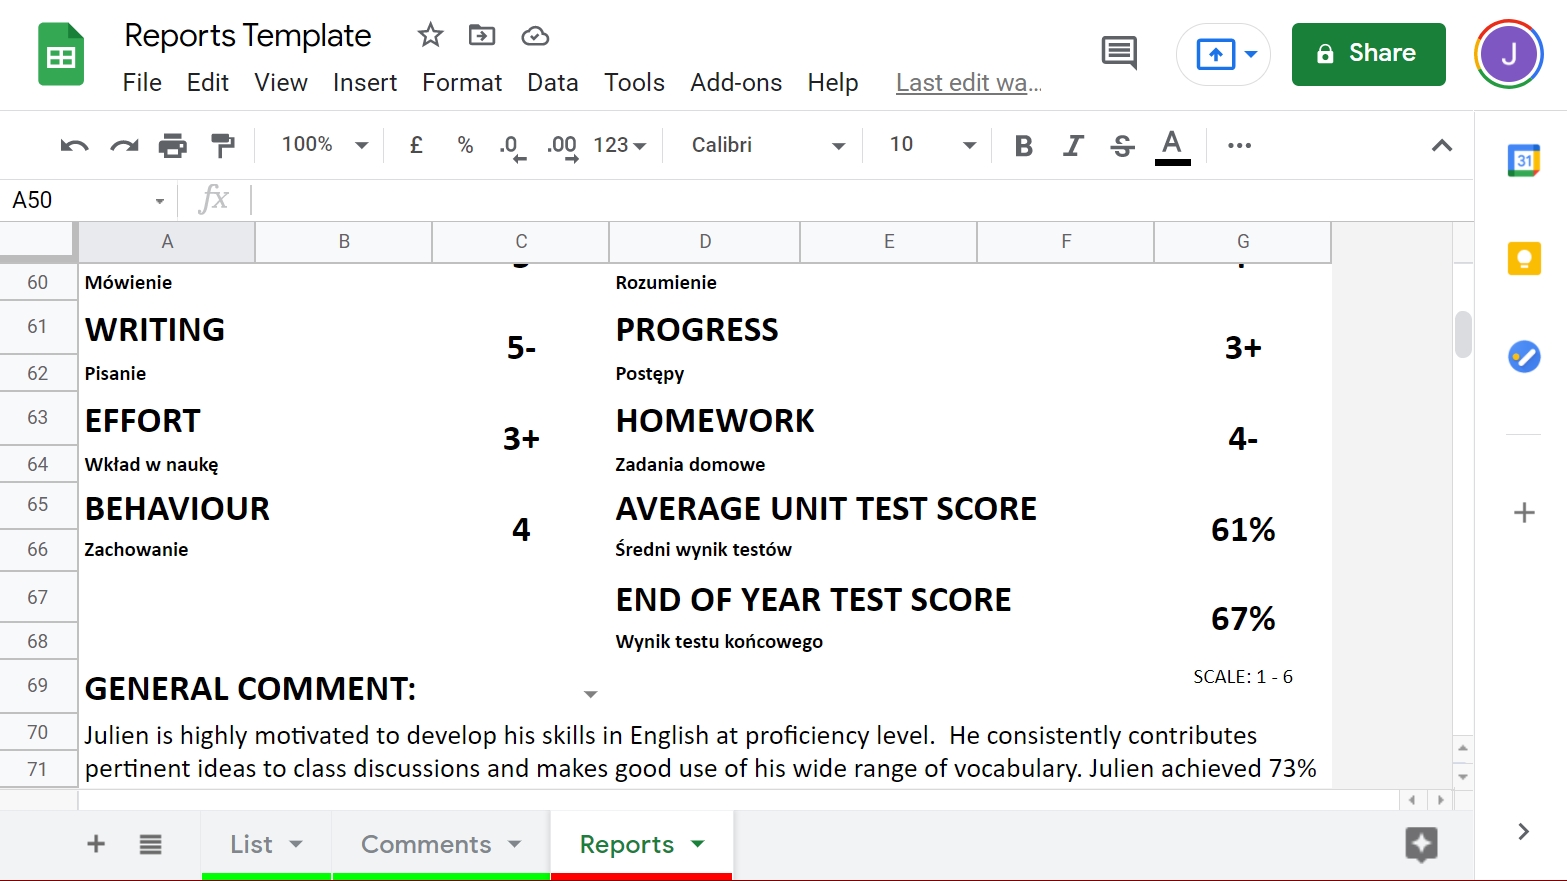 Reports Template
File Edit View Insert Format Data Tools Add-ons Help Last edit wa...
Share
J
100% £ % .0 .00 123 Calibri 10 B I S A
31
A50 fx
A B C D E F G
60 Mówienie Rozumienie
61 WRITING 5- PROGRESS 3+
62 Pisanie Postępy
63 EFFORT 3+ HOMEWORK 4-
64 Wkład w naukę Zadania domowe
65 BEHAVIOUR 4 AVERAGE UNIT TEST SCORE 61%
66 Zachowanie Średni wynik testów
67 END OF YEAR TEST SCORE 67%
68 Wynik testu końcowego
69 GENERAL COMMENT: SCALE: 1 - 6
70 Julien is highly motivated to develop his skills in English at proficiency level.  He consistently contributes
71 pertinent ideas to class discussions and makes good use of his wide range of vocabulary. Julien achieved 73%
List Comments Reports